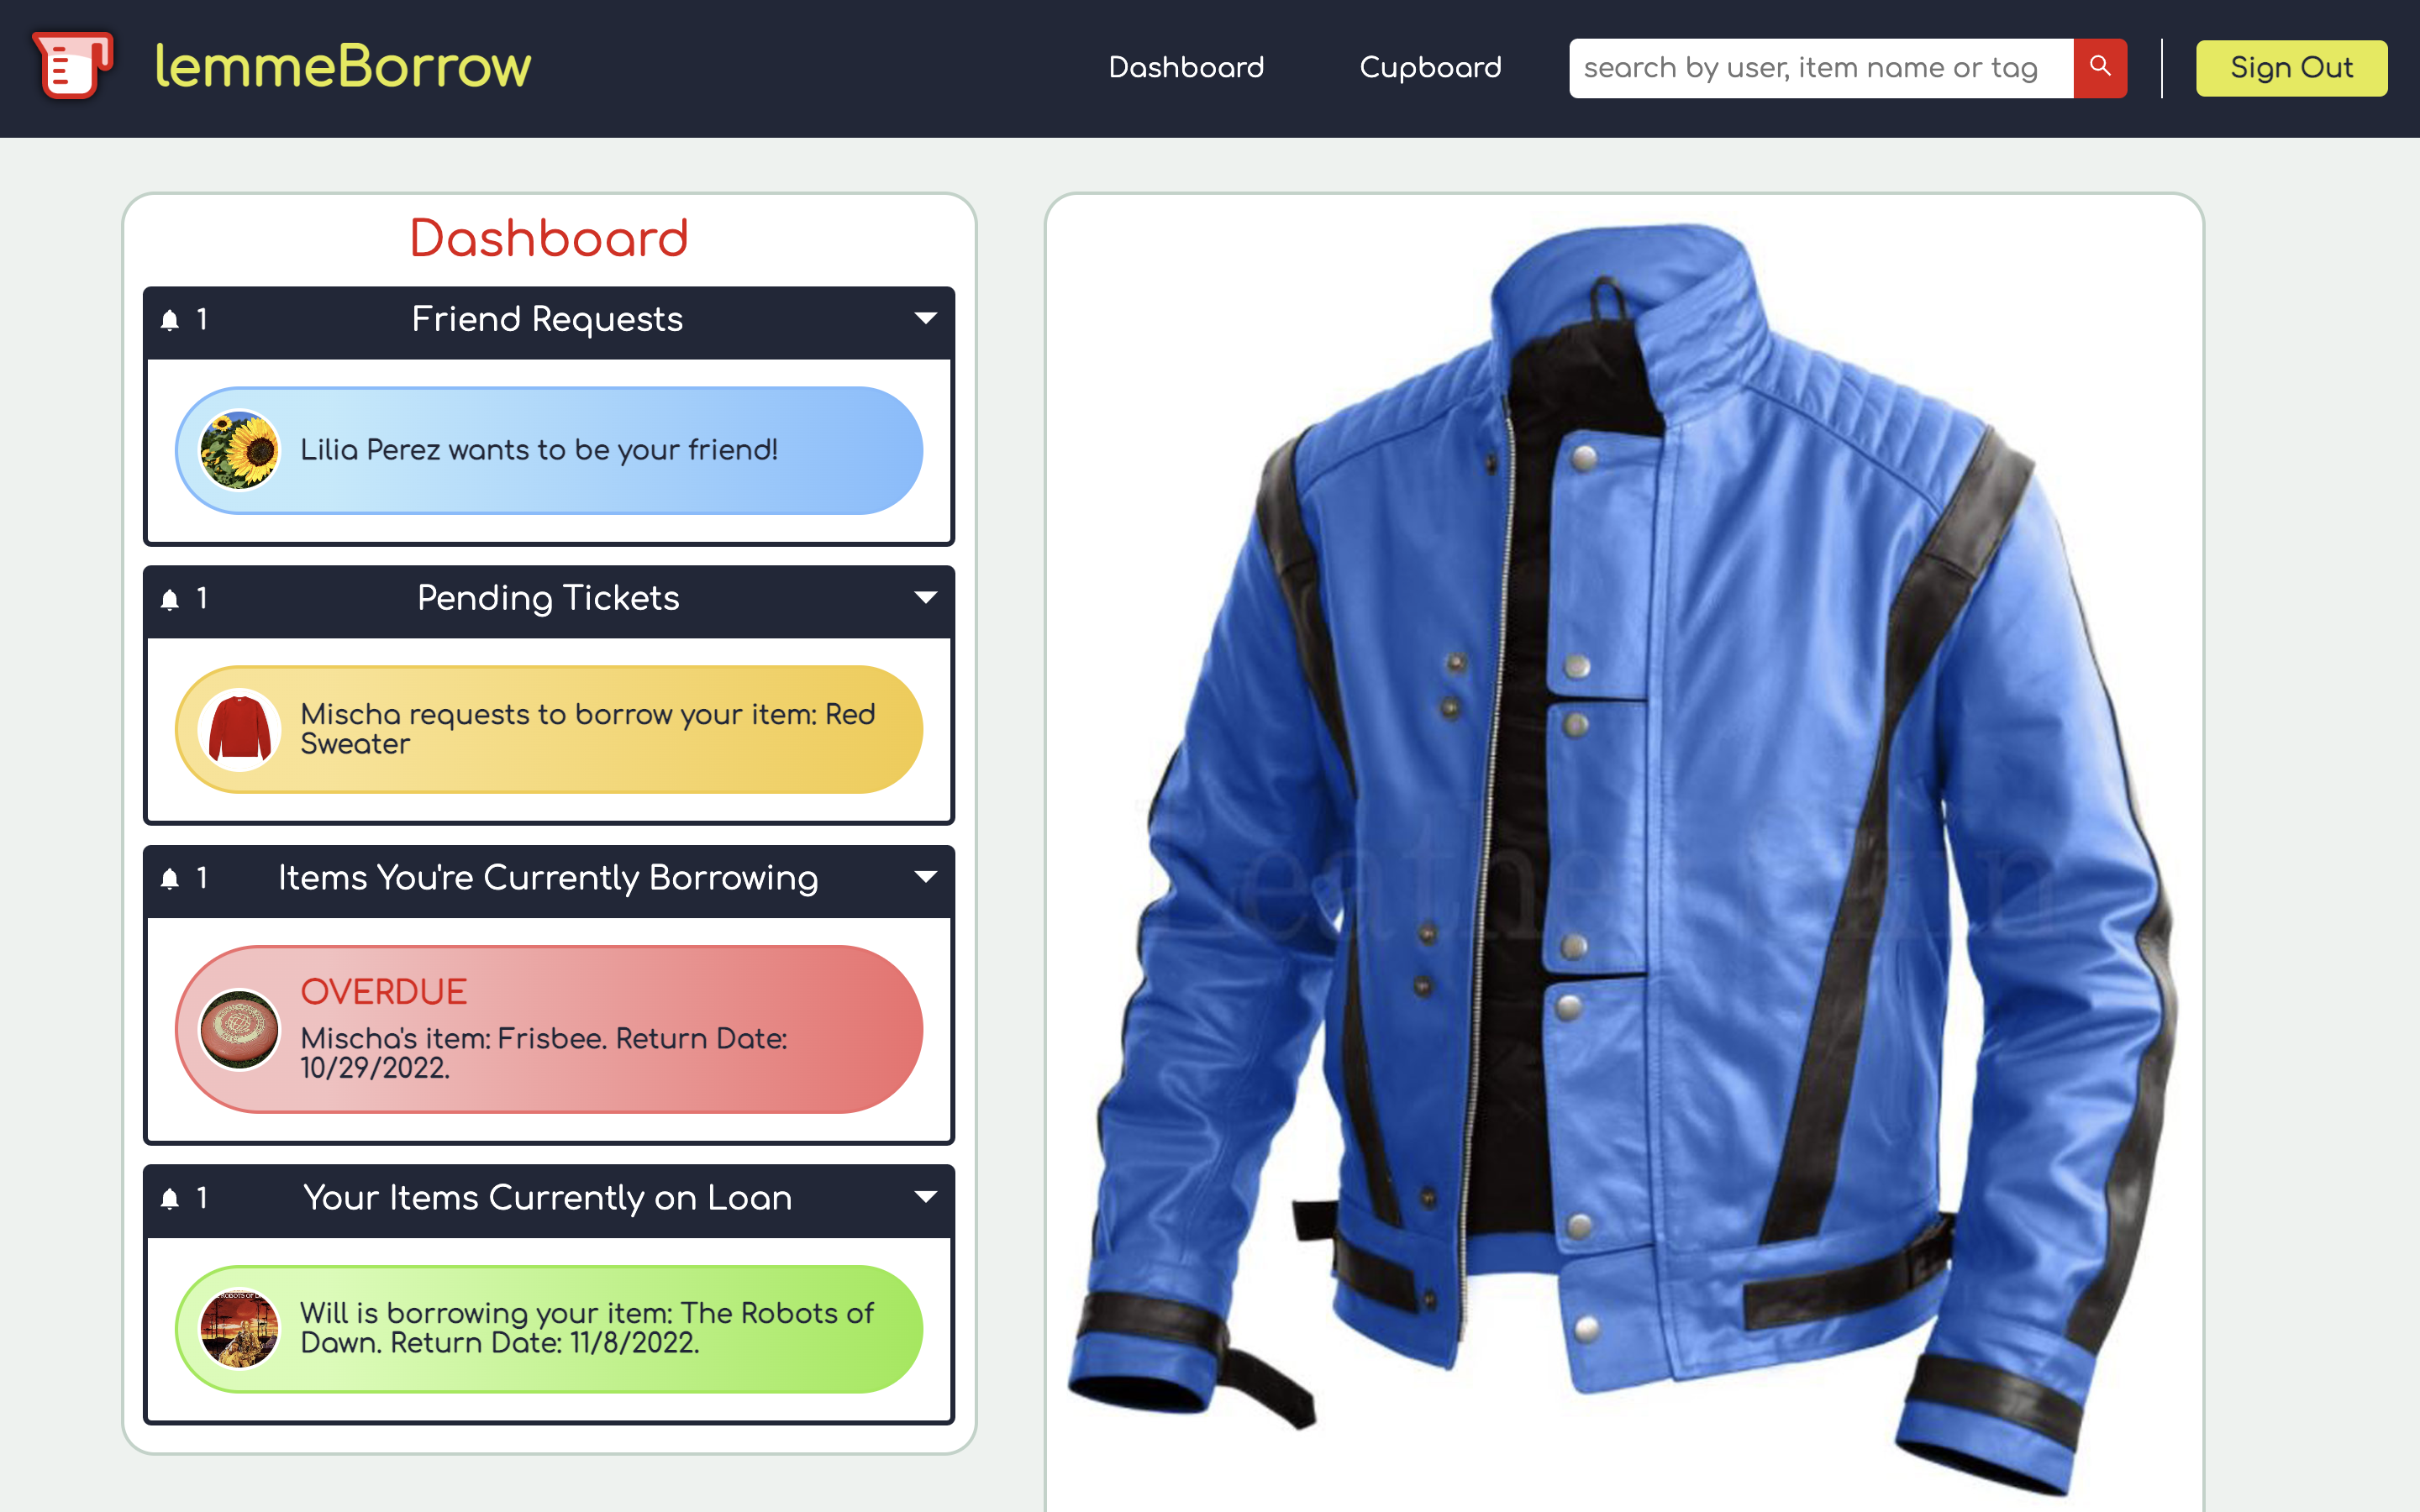 lemmeBorrow
Dashboard
Cupboard
search by user, item name or tag
Sign Out
Dashboard
1
Friend Requests
Lilia Perez wants to be your friend!
1
Pending Tickets
Mischa requests to borrow your item: Red
Sweater
1
Items You're Currently Borrowing
OVERDUE
Mischa's item: Frisbee. Return Date:
10/29/2022.
1
Your Items Currently on Loan
Will is borrowing your item: The Robots of
Dawn. Return Date: 11/8/2022.
Leather Skin